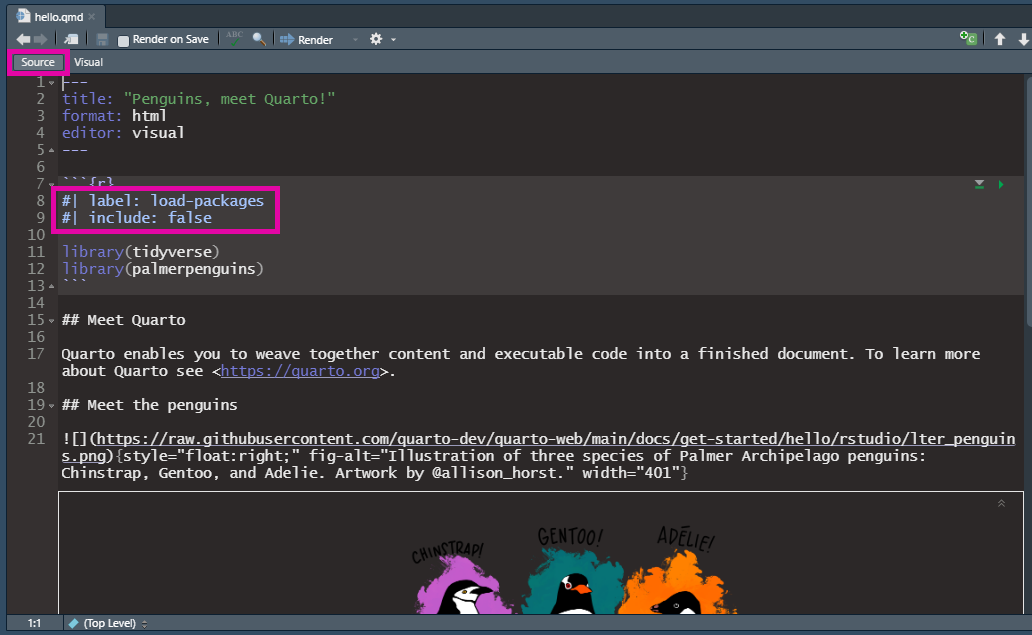 hello.qmd
Render on Save
ABC
Render
Source
Visual
1 ---
2 title: "Penguins, meet Quarto!"
3 format: html
4 editor: visual
5 ---
6
7 ```{r}
8 #| label: load-packages
9 #| include: false
10
11 library(tidyverse)
12 library(palmerpenguins)
13 ```
14
15 ## Meet Quarto
16
17 Quarto enables you to weave together content and executable code into a finished document. To learn more
about Quarto see <https://quarto.org>.
18
19 ## Meet the penguins
20
21 ![](https://raw.githubusercontent.com/quarto-dev/quarto-web/main/docs/get-started/hello/rstudio/lter_penguin
s.png){style="float:right;" fig-alt="Illustration of three species of Palmer Archipelago penguins:
Chinstrap, Gentoo, and Adelie. Artwork by @allison_horst." width="401"}
CHINSTRAP!
GENTOO!
ADÉLIE!
1:1
(Top Level)